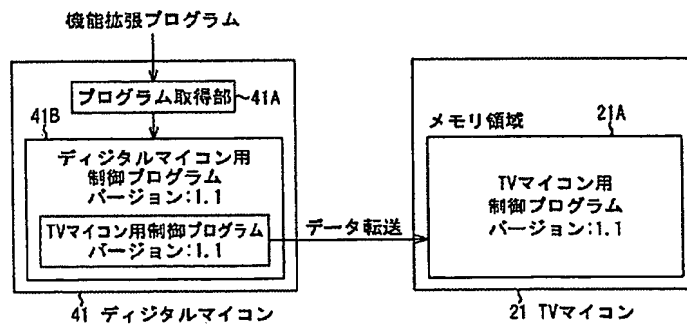 機能拡張プログラム
プログラム取得部
41A
41B
ディジタルマイコン用
制御プログラム
バージョン:1.1
TVマイコン用制御プログラム
バージョン:1.1
41 ディジタルマイコン
データ転送
メモリ領域
21A
TVマイコン用
制御プログラム
バージョン:1.1
21 TVマイコン